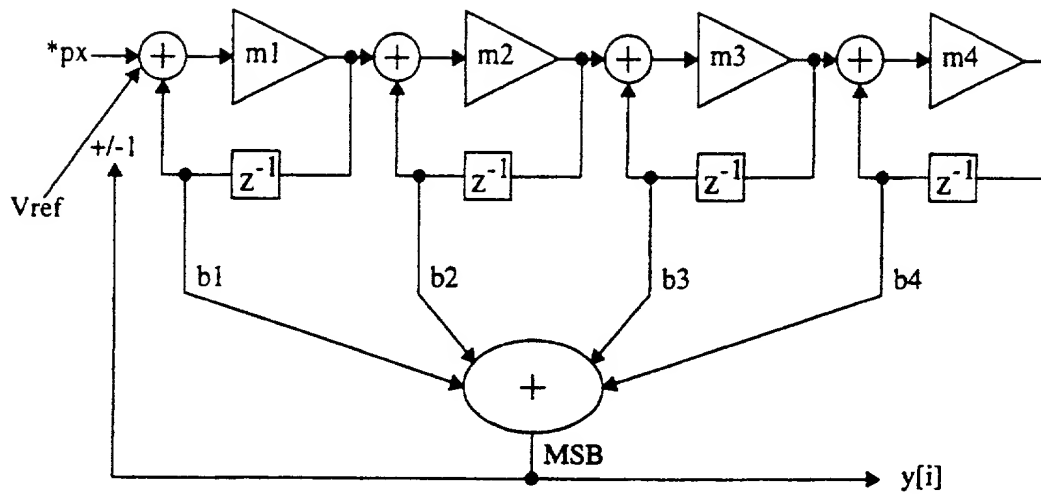 *px
+
m1
+
m2
+
m3
+
m4
+/-1
z⁻¹
z⁻¹
z⁻¹
z⁻¹
Vref
b1
b2
b3
b4
+
MSB
y[i]